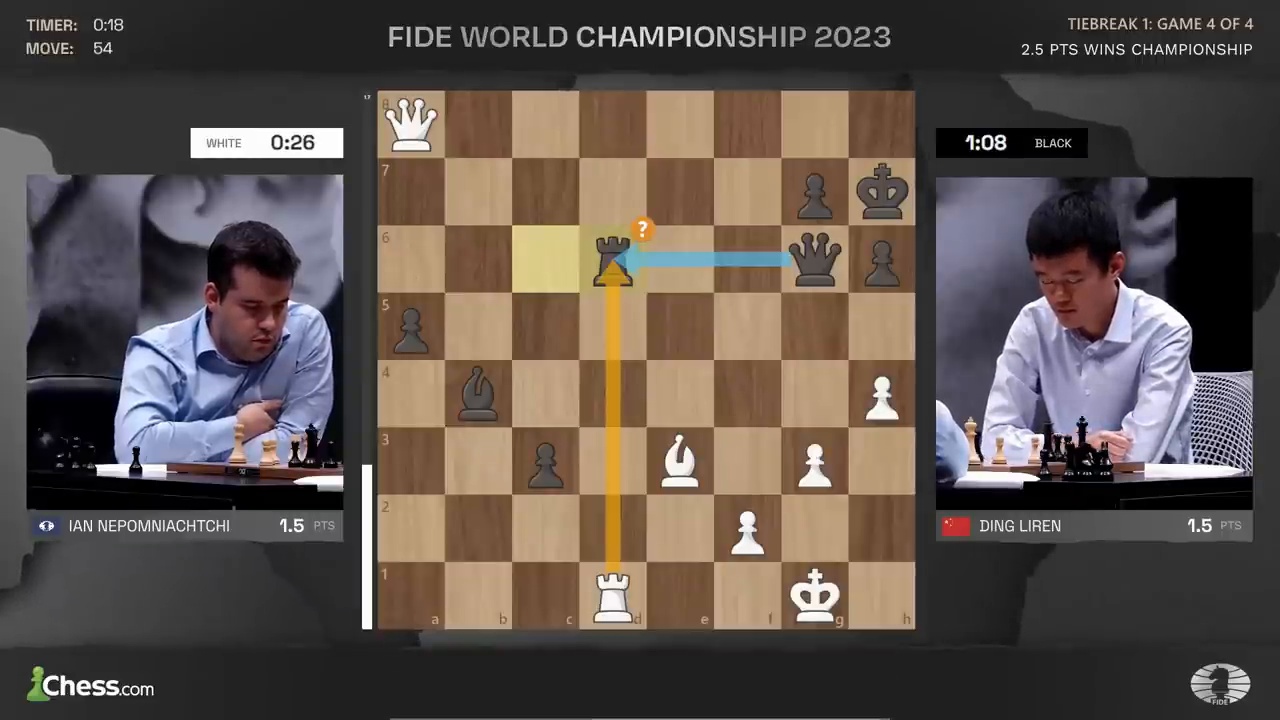 TIMER: 0:18
MOVE: 54
FIDE WORLD CHAMPIONSHIP 2023
TIEBREAK 1: GAME 4 OF 4
2.5 PTS WINS CHAMPIONSHIP
WHITE 0:26
1:08 BLACK
17
8
7
6
?
5
4
3
2
1
a
b
c
d
e
f
g
h
IAN NEPOMNIACHTCHI 1.5 PTS
DING LIREN 1.5 PTS
Chess.com
FIDE